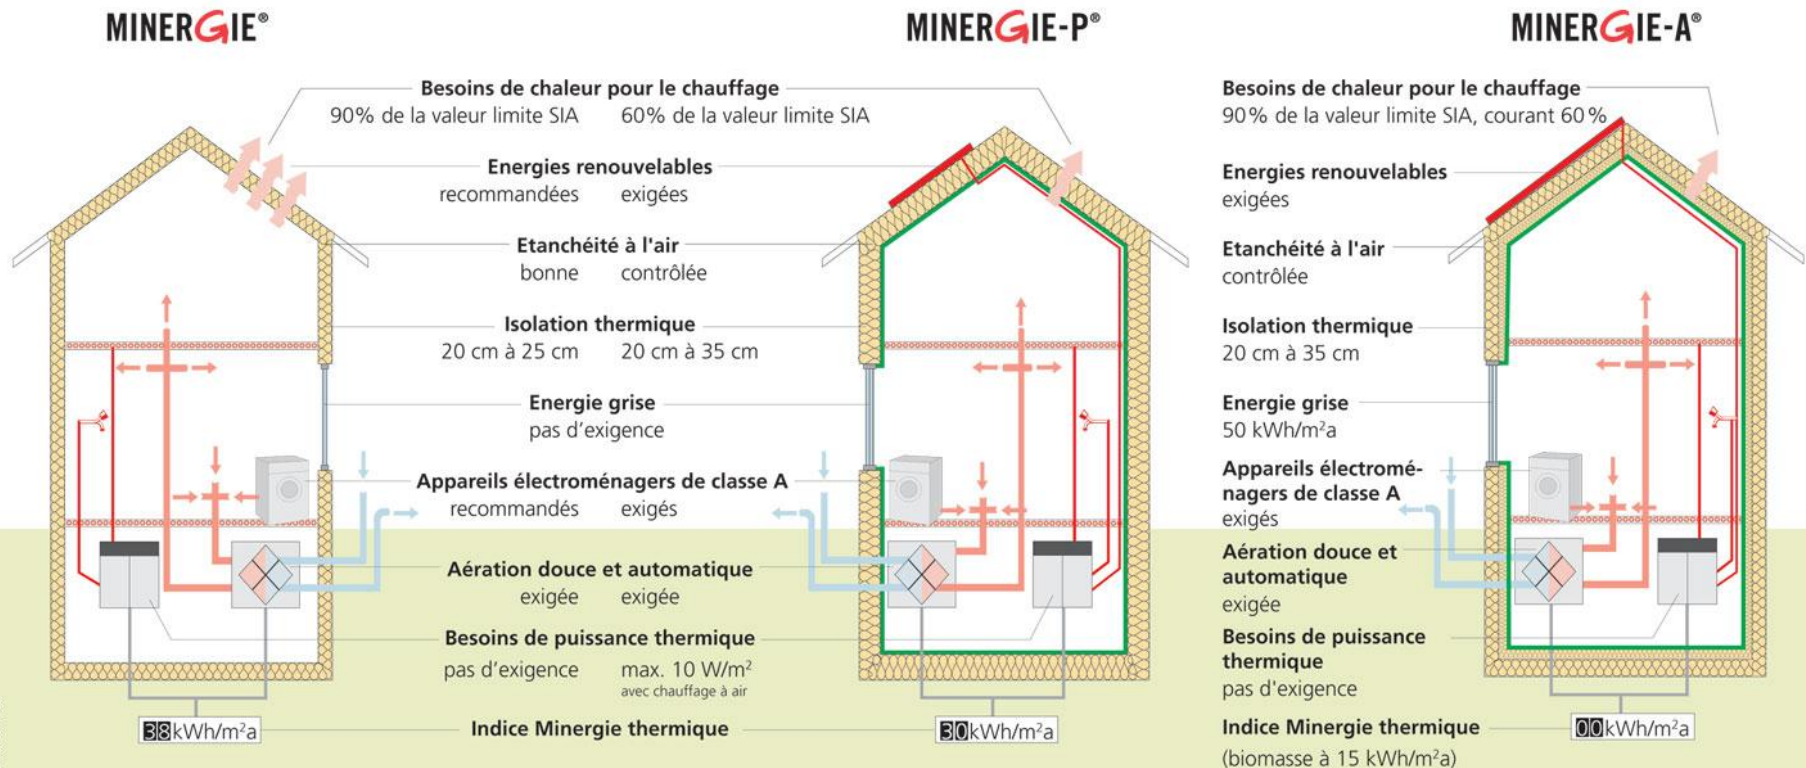 MINERGIE®
MINERGIE-P®
MINERGIE-A®
Besoins de chaleur pour le chauffage
90% de la valeur limite SIA 60% de la valeur limite SIA
Energies renouvelables
recommandées exigées
Etanchéité à l'air
bonne contrôlée
Isolation thermique
20 cm à 25 cm 20 cm à 35 cm
Energie grise
pas d’exigence
Appareils électroménagers de classe A
recommandés exigés
Aération douce et automatique
exigée exigée
Besoins de puissance thermique
pas d’exigence max. 10 W/m²
avec chauffage à air
38kWh/m²a Indice Minergie thermique 30kWh/m²a
Besoins de chaleur pour le chauffage
90% de la valeur limite SIA, courant 60%
Energies renouvelables
exigées
Etanchéité à l'air
contrôlée
Isolation thermique
20 cm à 35 cm
Energie grise
50 kWh/m²a
Appareils électromé-
nagers de classe A
exigés
Aération douce et
automatique
exigée
Besoins de puissance
thermique
pas d'exigence
Indice Minergie thermique 00kWh/m²a
(biomasse à 15 kWh/m²a)